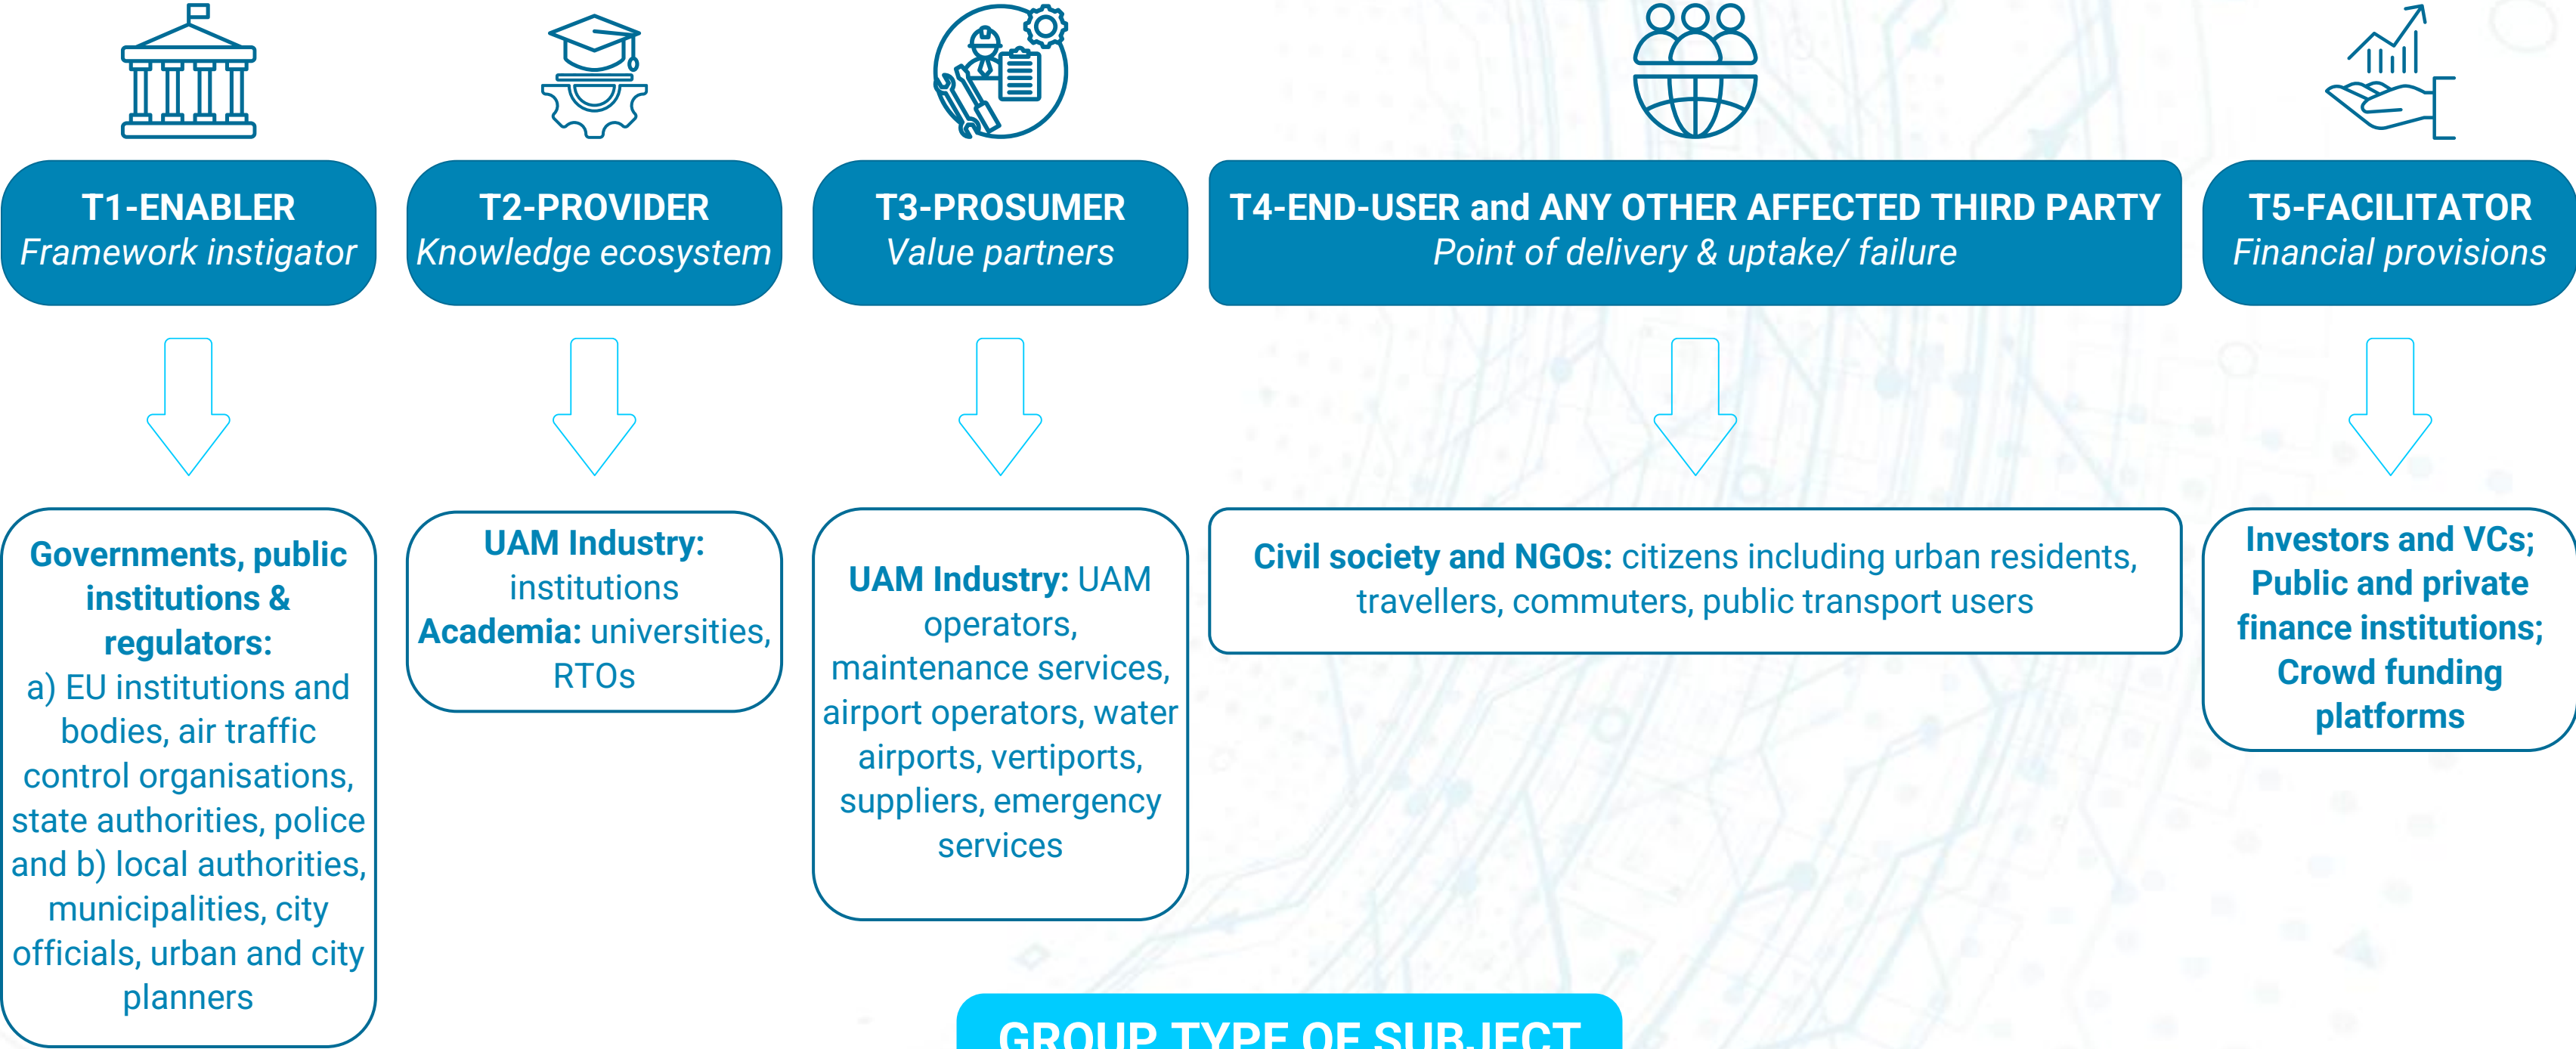 T1-ENABLER
Framework instigator
T2-PROVIDER
Knowledge ecosystem
T3-PROSUMER
Value partners
T4-END-USER and ANY OTHER AFFECTED THIRD PARTY
Point of delivery & uptake/ failure
T5-FACILITATOR
Financial provisions
Governments, public
institutions &
regulators:
a) EU institutions and
bodies, air traffic
control organisations,
state authorities, police
and b) local authorities,
municipalities, city
officials, urban and city
planners
UAM Industry:
institutions
Academia: universities,
RTOs
UAM Industry: UAM
operators,
maintenance services,
airport operators, water
airports, vertiports,
suppliers, emergency
services
Civil society and NGOs: citizens including urban residents,
travellers, commuters, public transport users
Investors and VCs;
Public and private
finance institutions;
Crowd funding
platforms
GROUP TYPE OF SUBJECT